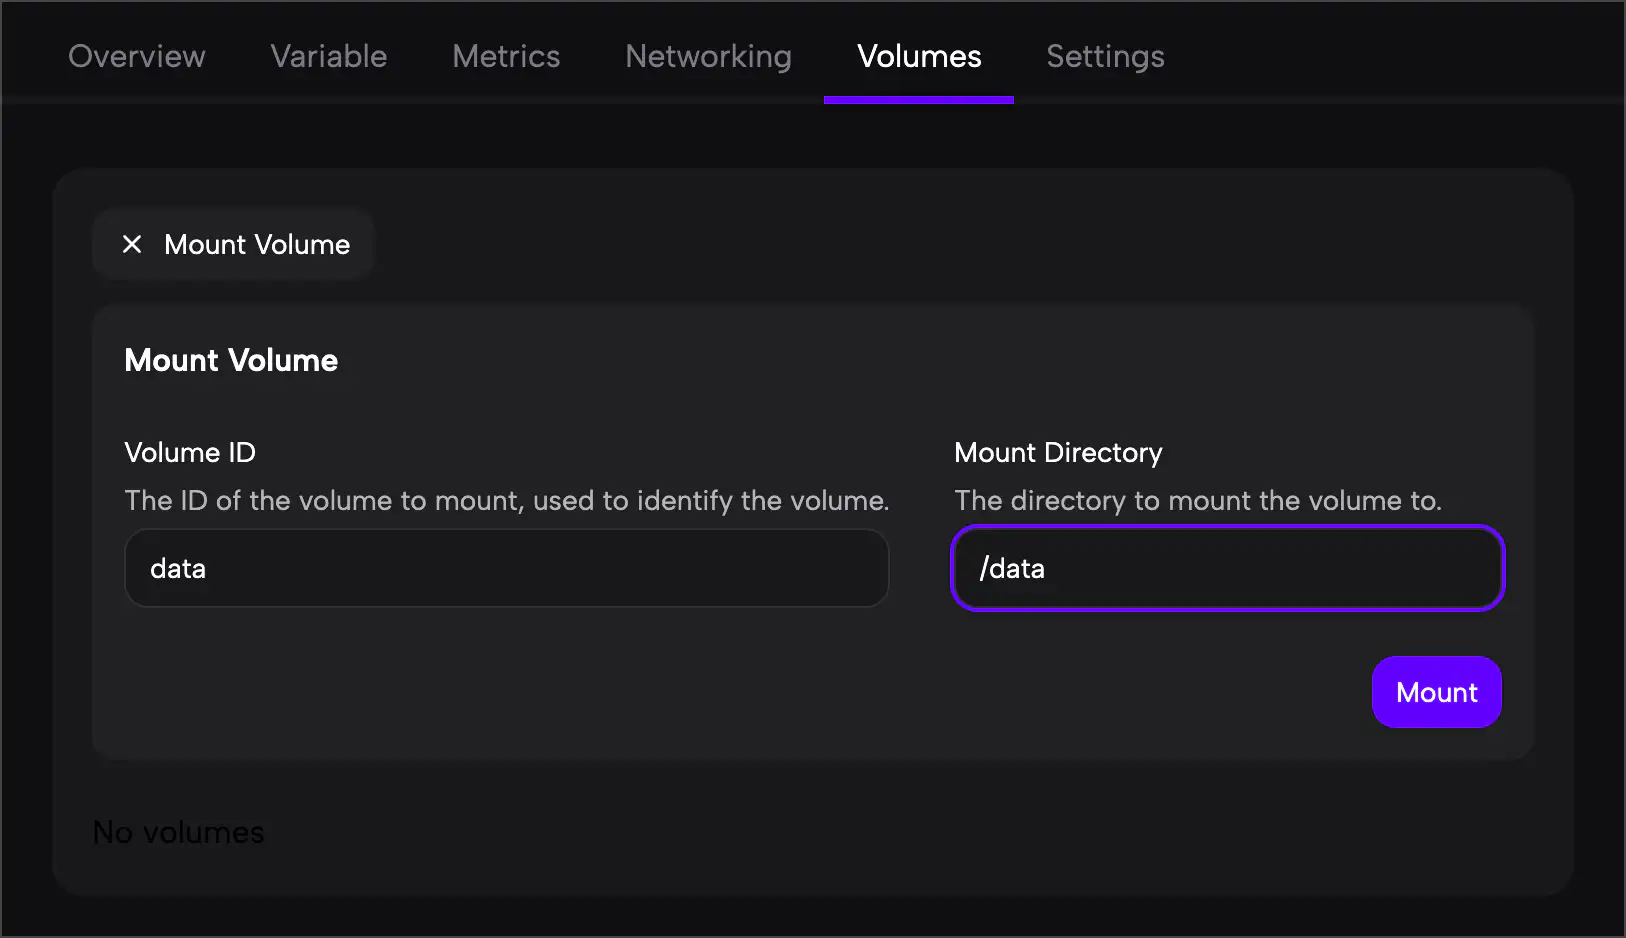 Overview Variable Metrics Networking Volumes Settings
Mount Volume
Mount Volume
Volume ID
The ID of the volume to mount, used to identify the volume.
data
Mount Directory
The directory to mount the volume to.
/data
Mount
No volumes